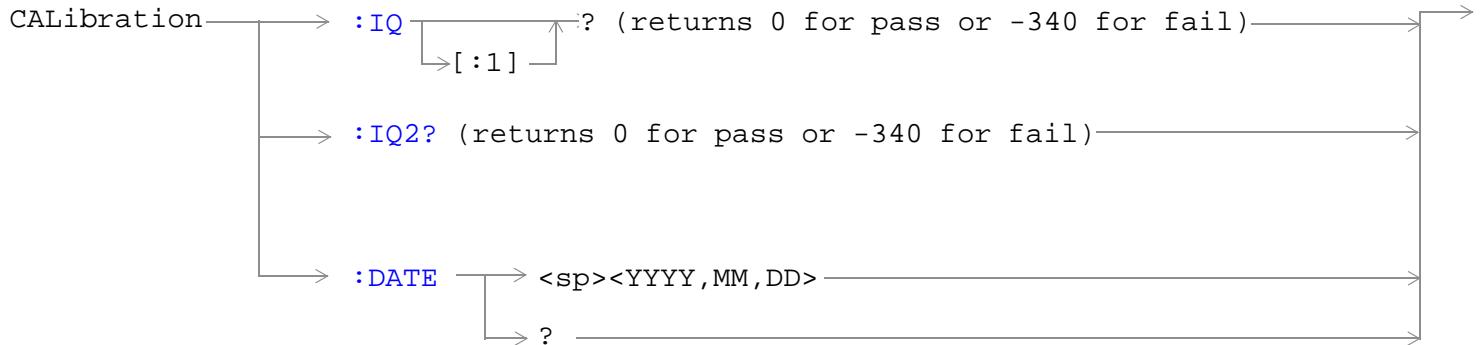 CALibration :IQ ? (returns 0 for pass or -340 for fail)
[:1]
:IQ2? (returns 0 for pass or -340 for fail)
:DATE <sp><YYYY,MM,DD>
?